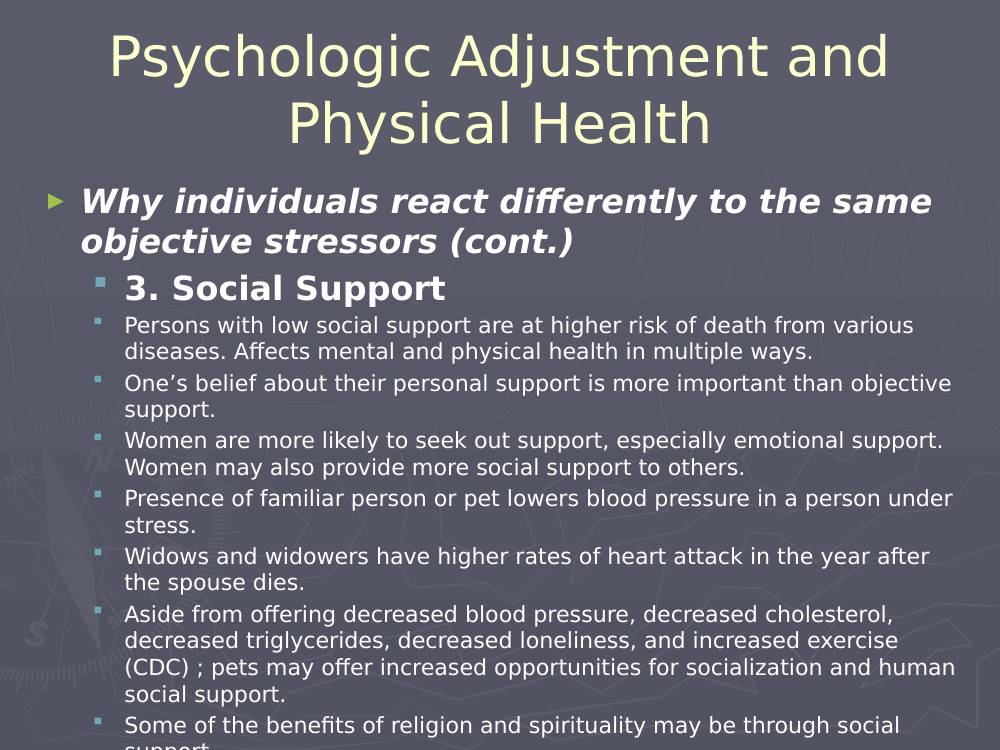 Psychologic Adjustment and
Physical Health
► Why individuals react differently to the same
objective stressors (cont.)
▪ 3. Social Support
▪ Persons with low social support are at higher risk of death from various
diseases. Affects mental and physical health in multiple ways.
▪ One’s belief about their personal support is more important than objective
support.
▪ Women are more likely to seek out support, especially emotional support.
Women may also provide more social support to others.
▪ Presence of familiar person or pet lowers blood pressure in a person under
stress.
▪ Widows and widowers have higher rates of heart attack in the year after
the spouse dies.
▪ Aside from offering decreased blood pressure, decreased cholesterol,
decreased triglycerides, decreased loneliness, and increased exercise
(CDC) ; pets may offer increased opportunities for socialization and human
social support.
▪ Some of the benefits of religion and spirituality may be through social
support.
NW
N
S